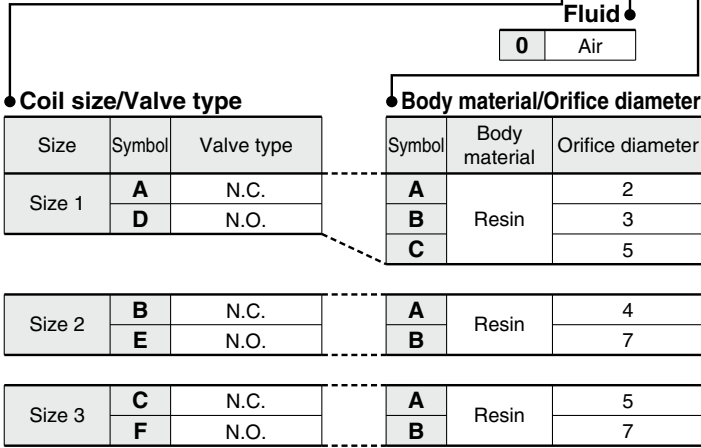 Fluid
0 Air
Coil size/Valve type
Body material/Orifice diameter
Size Symbol Valve type
Symbol Body material Orifice diameter
Size 1 A N.C.
D N.O.
A Resin 2
B 3
C 5
Size 2 B N.C.
E N.O.
A Resin 4
B 7
Size 3 C N.C.
F N.O.
A Resin 5
B 7